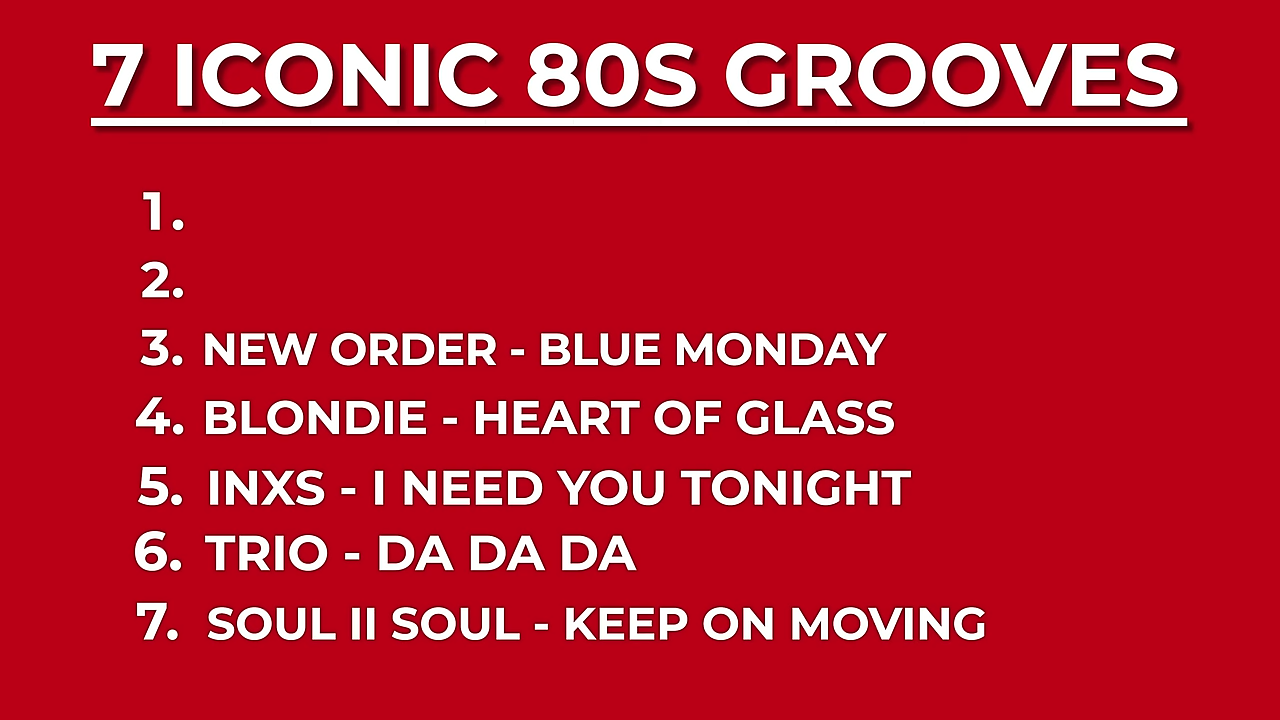 7 ICONIC 80S GROOVES
1.
2.
3. NEW ORDER - BLUE MONDAY
4. BLONDIE - HEART OF GLASS
5. INXS - I NEED YOU TONIGHT
6. TRIO - DA DA DA
7. SOUL II SOUL - KEEP ON MOVING